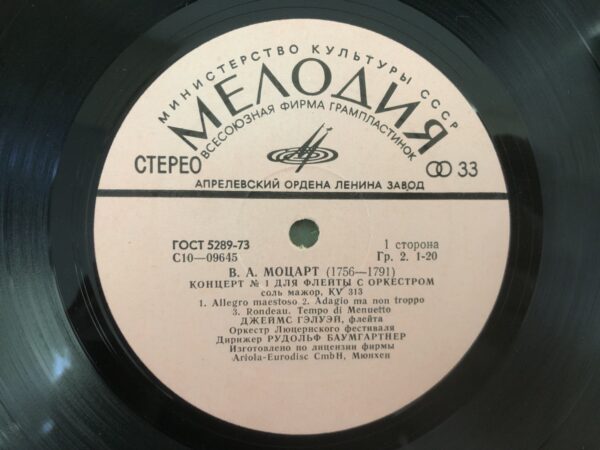 МИНИСТЕРСТВО КУЛЬТУРЫ СССР
МЕЛОДИЯ
ВСЕСОЮЗНАЯ ФИРМА ГРАМПЛАСТИНОК
СТЕРЕО
33
АПРЕЛЕВСКИЙ ОРДЕНА ЛЕНИНА ЗАВОД
ГОСТ 5289-73
1 сторона
С10—09645
Гр. 2. 1-20
В. А. МОЦАРТ (1756—1791)
КОНЦЕРТ № 1 ДЛЯ ФЛЕЙТЫ С ОРКЕСТРОМ
соль мажор, KV 313
1. Allegro maestoso 2. Adagio ma non troppo
3. Rondeau. Tempo di Menuetto
ДЖЕЙМС ГЭЛУЭЙ, флейта
Оркестр Люцернского фестиваля
Дирижер РУДОЛЬФ БАУМГАРТНЕР
Изготовлено по лицензии фирмы
Ariola-Eurodisc CmbH, Мюнхен